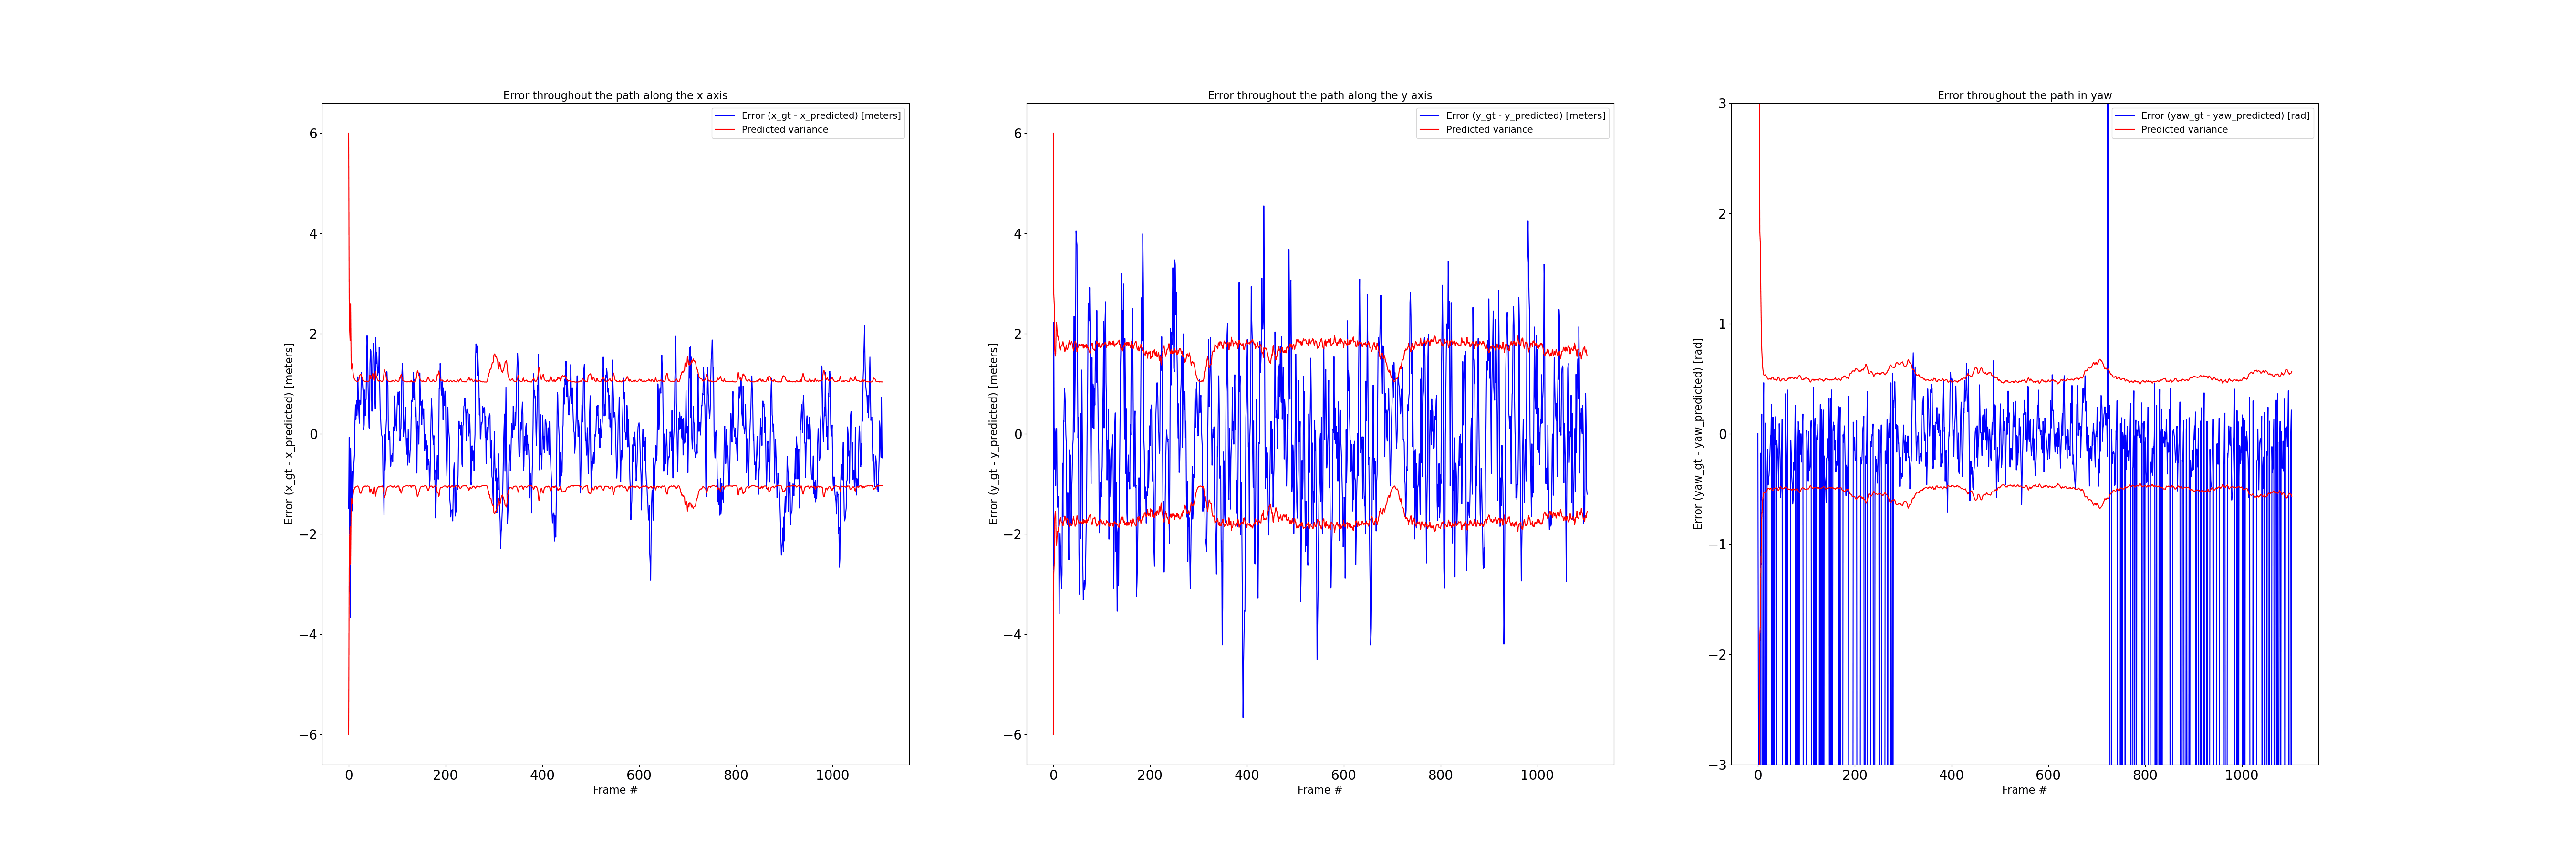 Error throughout the path along the x axis
Error (x_gt - x_predicted) [meters]
Predicted variance
6
4
2
0
−2
−4
−6
Error (x_gt - x_predicted) [meters]
0 200 400 600 800 1000
Frame #
Error throughout the path along the y axis
Error (y_gt - y_predicted) [meters]
Predicted variance
6
4
2
0
−2
−4
−6
Error (y_gt - y_predicted) [meters]
0 200 400 600 800 1000
Frame #
Error throughout the path in yaw
Error (yaw_gt - yaw_predicted) [rad]
Predicted variance
3
2
1
0
−1
−2
−3
Error (yaw_gt - yaw_predicted) [rad]
0 200 400 600 800 1000
Frame #